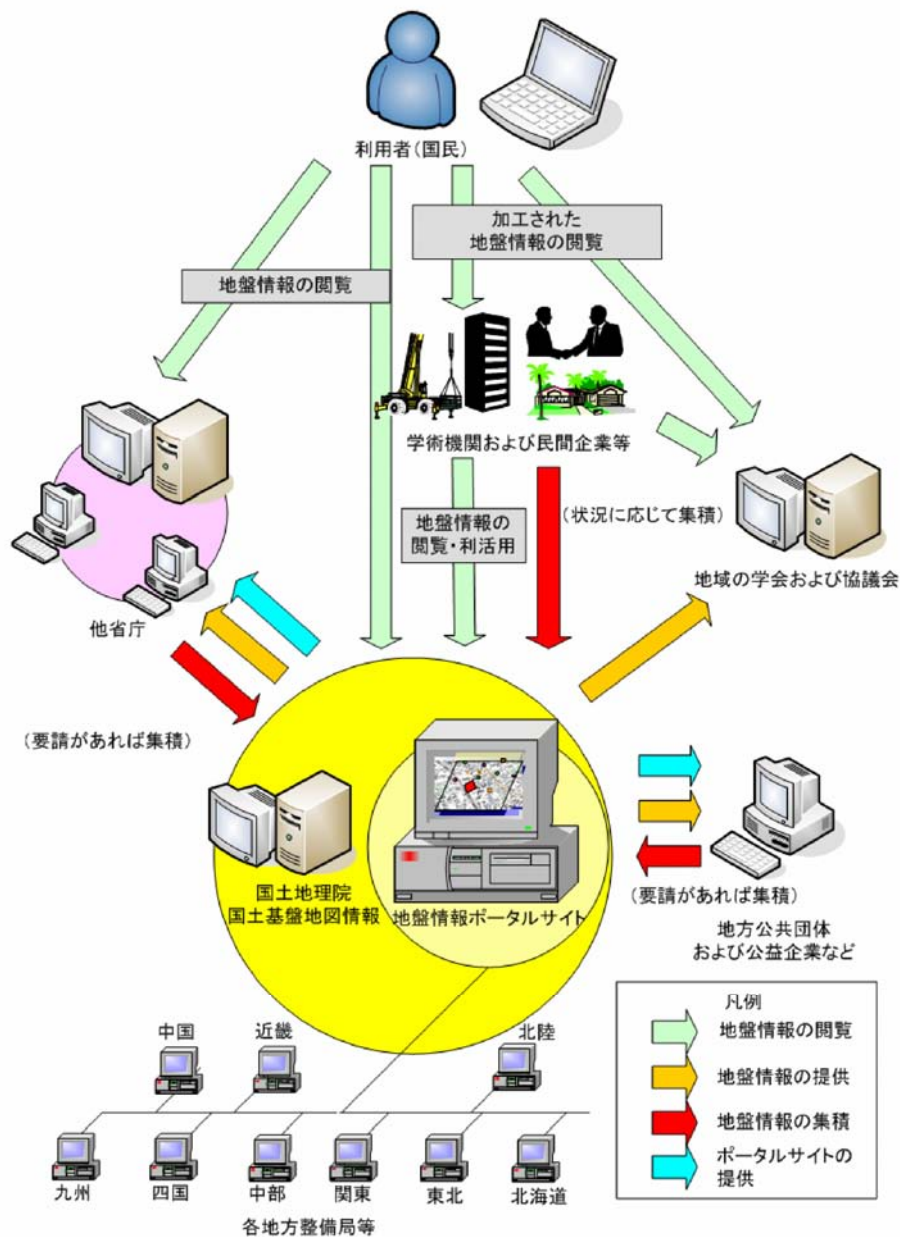 利用者(国民)
加工された
地盤情報の閲覧
地盤情報の閲覧
学術機関および民間企業等
地盤情報の
閲覧・利活用
(状況に応じて集積)
地域の学会および協議会
他省庁
(要請があれば集積)
国土地理院
国土基盤地図情報
地盤情報ポータルサイト
(要請があれば集積)
地方公共団体
および公益企業など
凡例
地盤情報の閲覧
地盤情報の提供
地盤情報の集積
ポータルサイトの
提供
中国
近畿
北陸
九州
四国
中部
関東
東北
北海道
各地方整備局等